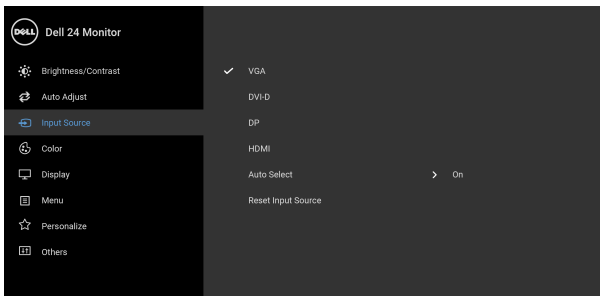 DELL Dell 24 Monitor
Brightness/Contrast
Auto Adjust
Input Source
Color
Display
Menu
Personalize
Others
VGA
DVI-D
DP
HDMI
Auto Select On
Reset Input Source